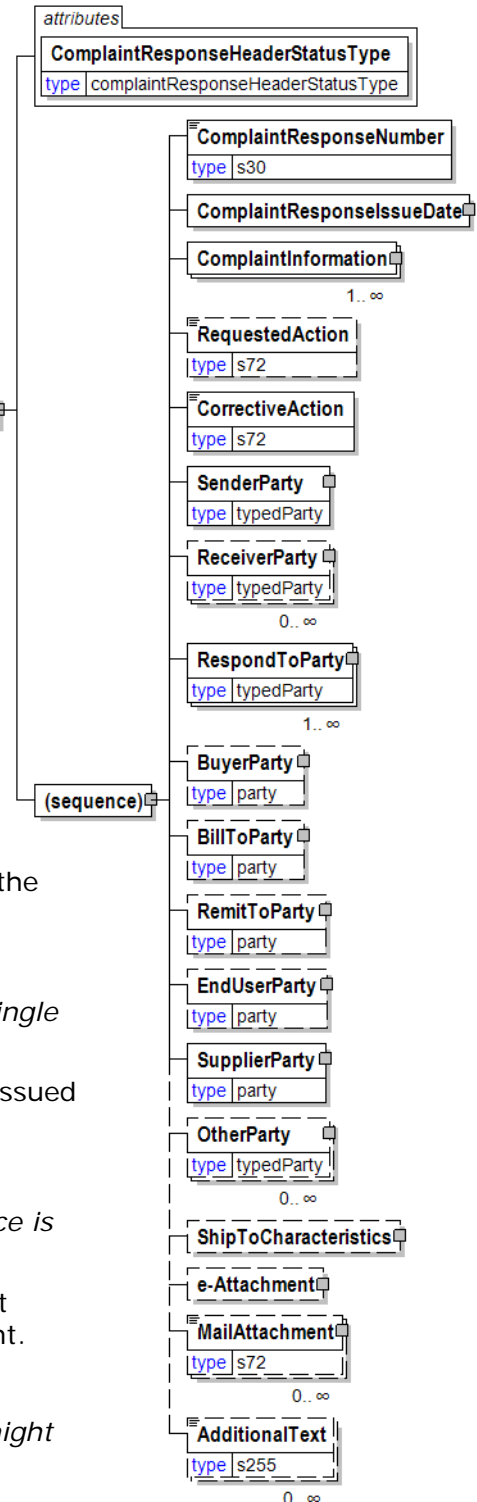 attributes
ComplaintResponseHeaderStatusType
type complaintResponseHeaderStatusType
ComplaintResponseNumber
type s30
ComplaintResponseIssueDate
ComplaintInformation
1.. ∞
RequestedAction
type s72
CorrectiveAction
type s72
SenderParty
type typedParty
ReceiverParty
type typedParty
0.. ∞
RespondToParty
type typedParty
1.. ∞
(sequence)
BuyerParty
type party
BillToParty
type party
RemitToParty
type party
EndUserParty
type party
SupplierParty
type party
OtherParty
type typedParty
0.. ∞
ShipToCharacteristics
e-Attachment
MailAttachment
type s72
0.. ∞
AdditionalText
type s255
0.. ∞
the
ingle
ssued
ce is
t
nt.
night